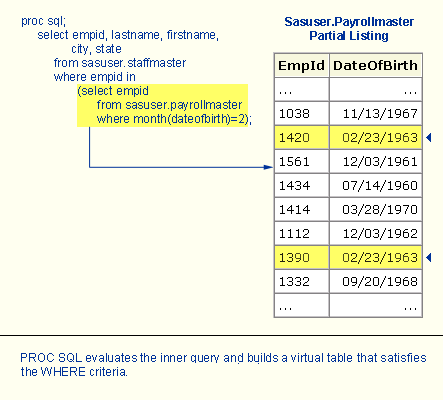 proc sql;
select empid, lastname, firstname,
city, state
from sasuser.staffmaster
where empid in
(select empid
from sasuser.payrollmaster
where month(dateofbirth)=2);
Sasuser.Payrollmaster
Partial Listing
EmpId DateOfBirth
... ...
1038 11/13/1967
1420 02/23/1963
1561 12/03/1961
1434 07/14/1960
1414 03/28/1970
1112 12/03/1962
1390 02/23/1963
1332 09/20/1968
... ...
PROC SQL evaluates the inner query and builds a virtual table that satisfies
the WHERE criteria.